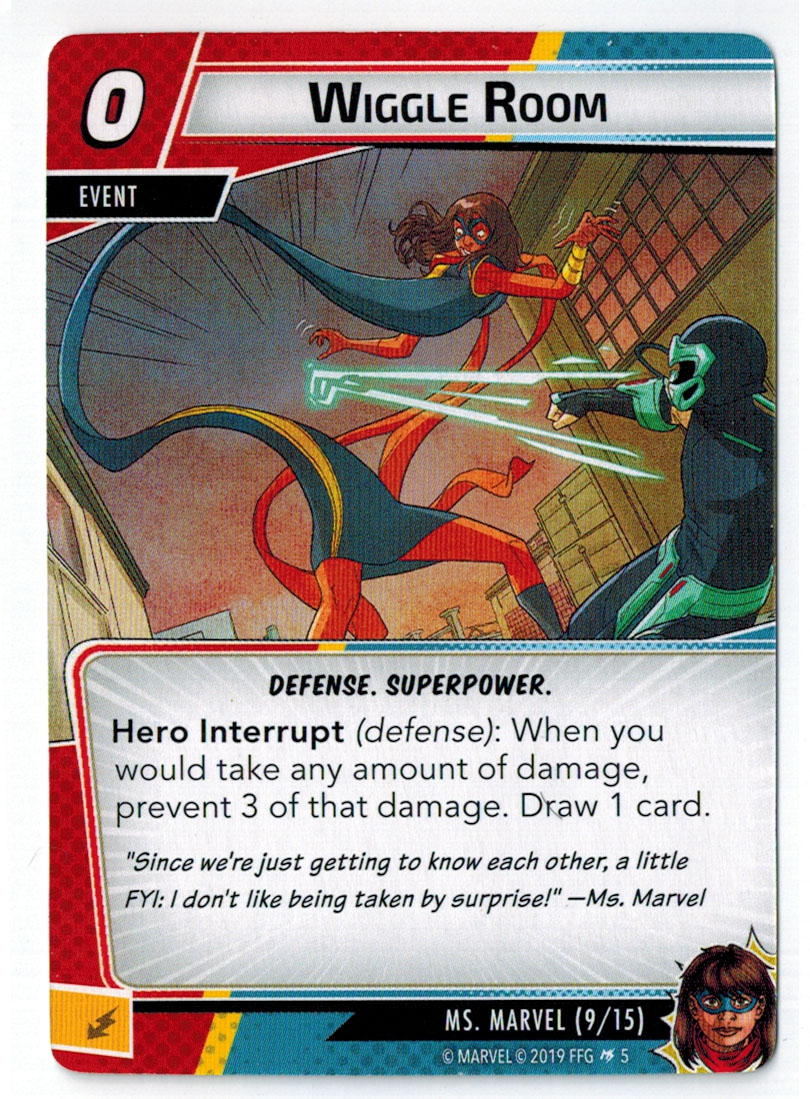 0
WIGGLE ROOM
EVENT
DEFENSE. SUPERPOWER.
Hero Interrupt (defense): When you
would take any amount of damage,
prevent 3 of that damage. Draw 1 card.
"Since we're just getting to know each other, a little
FYI: I don't like being taken by surprise!" —Ms. Marvel
MS. MARVEL (9/15)
© MARVEL © 2019 FFG 5